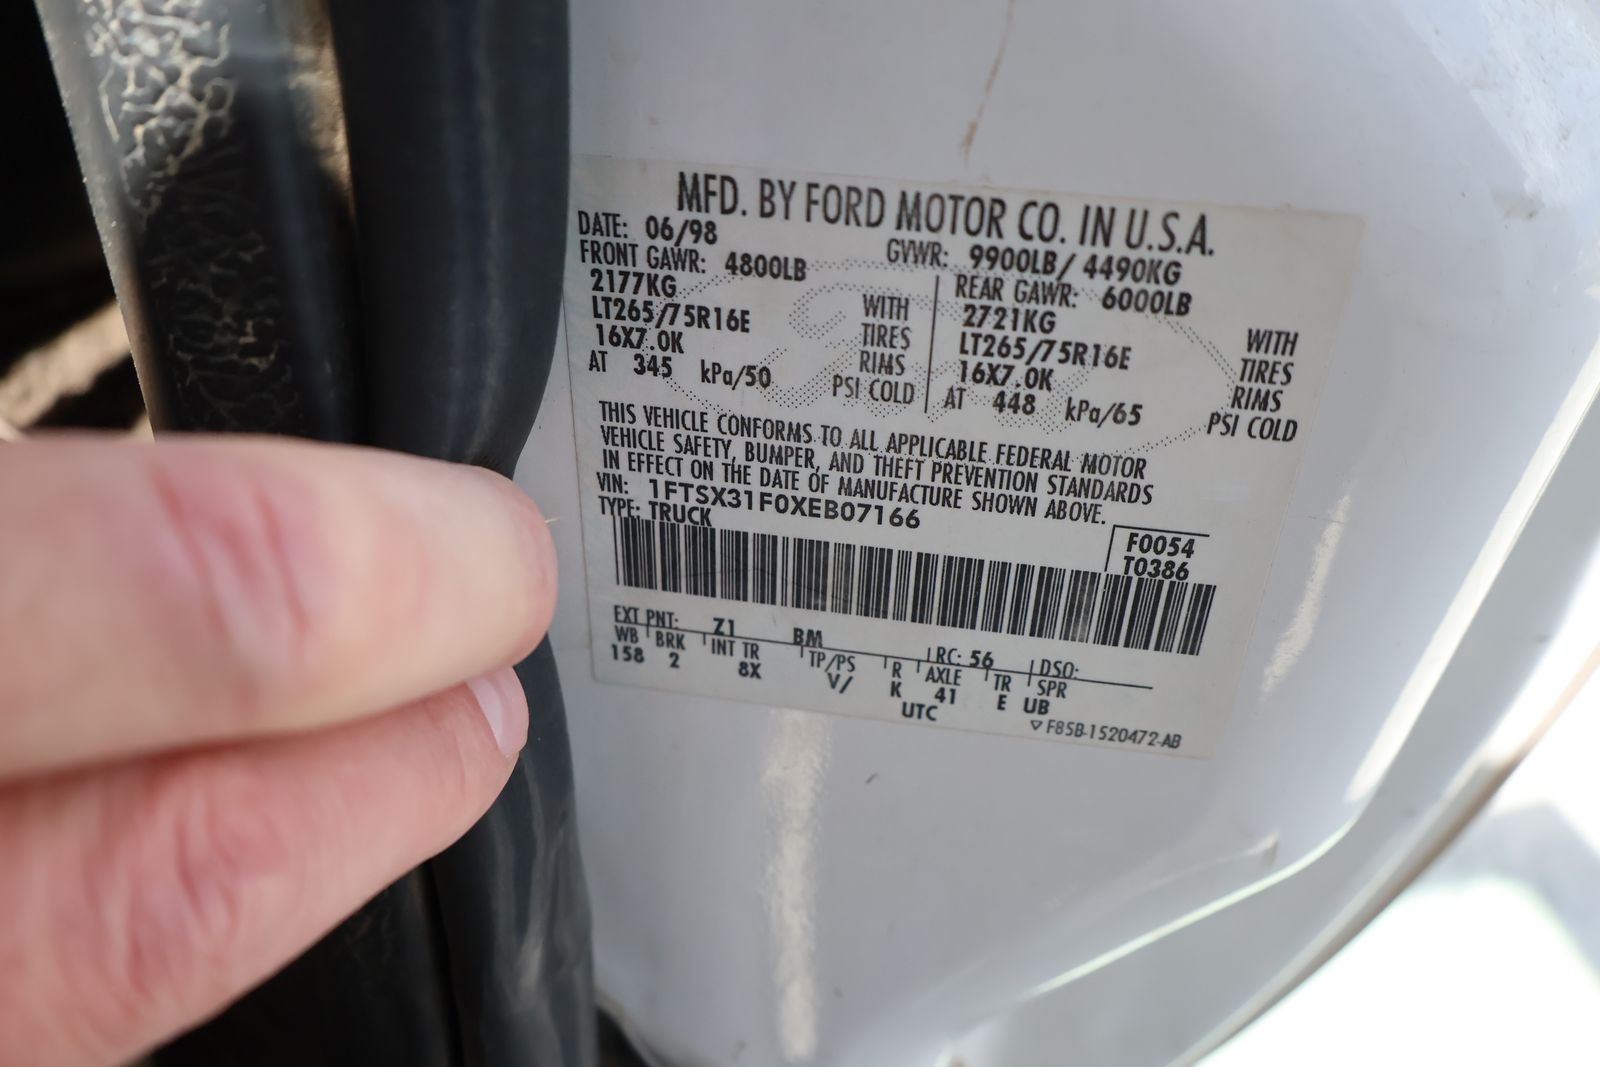 MFD. BY FORD MOTOR CO. IN U.S.A.
DATE: 06/98 GVWR: 9900LB/ 4490KG
FRONT GAWR: 4800LB REAR GAWR: 6000LB
2177KG WITH 2721KG WITH
LT265/75R16E TIRES LT265/75R16E TIRES
16X7.0K RIMS 16X7.0K RIMS
AT 345 kPa/50 PSI COLD AT 448 kPa/65 PSI COLD
THIS VEHICLE CONFORMS TO ALL APPLICABLE FEDERAL MOTOR
VEHICLE SAFETY, BUMPER, AND THEFT PREVENTION STANDARDS
IN EFFECT ON THE DATE OF MANUFACTURE SHOWN ABOVE.
VIN: 1FTSX31F0XEB07166
TYPE: TRUCK
F0054
T0386
EXT PNT: Z1 BM RC: 56 DSO:
WB BRK INT TR TP/PS R AXLE TR SPR
158 2 8X V/ K 41 E UB
UTC
F85B-1520472-AB